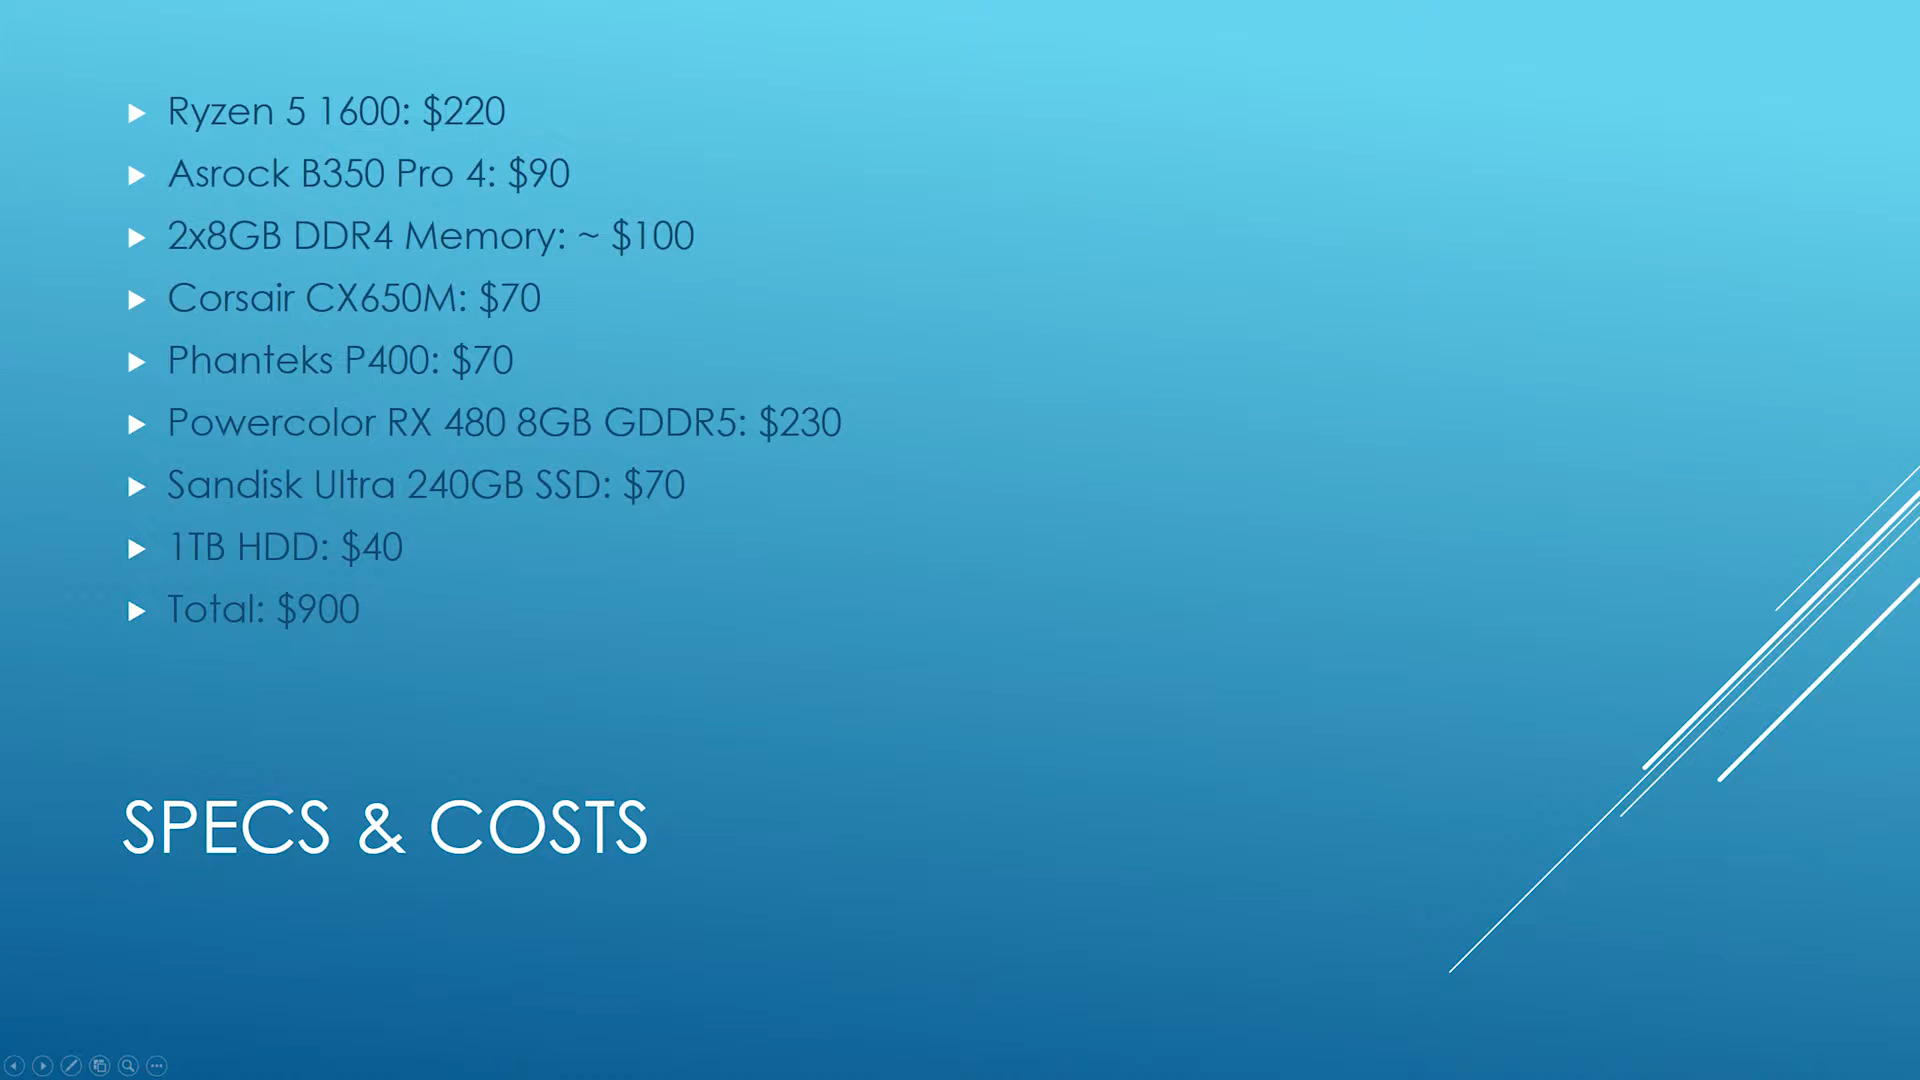 Ryzen 5 1600: $220
Asrock B350 Pro 4: $90
2x8GB DDR4 Memory: ~ $100
Corsair CX650M: $70
Phanteks P400: $70
Powercolor RX 480 8GB GDDR5: $230
Sandisk Ultra 240GB SSD: $70
1TB HDD: $40
Total: $900
SPECS & COSTS